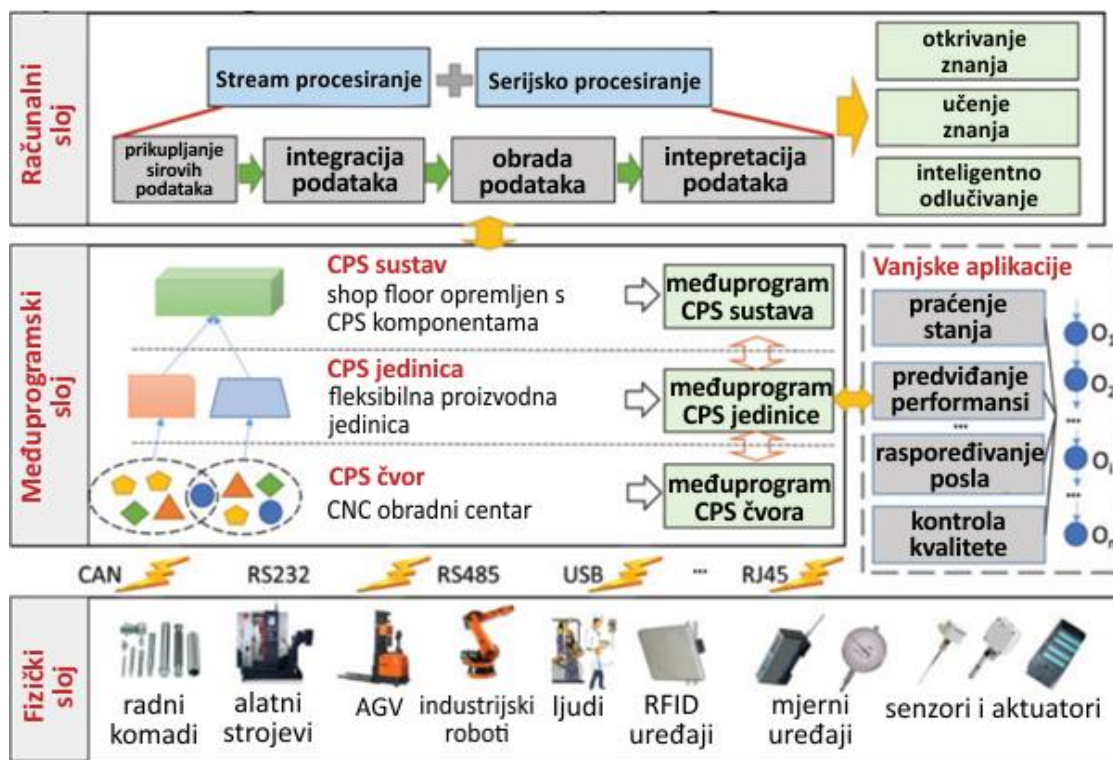 Računalni
sloj
Stream procesiranje
Serijsko procesiranje
prikupljanje
sirovih
podataka
integracija
podataka
obrada
podataka
intepretacija
podataka
otkrivanje
znanja
učenje
znanja
inteligentno
odlučivanje
Međuprogramski
sloj
CPS sustav
shop floor opremljen s
CPS komponentama
međuprogram
CPS sustava
CPS jedinica
fleksibilna proizvodna
jedinica
međuprogram
CPS jedinice
CPS čvor
CNC obradni centar
međuprogram
CPS čvora
Vanjske aplikacije
praćenje
stanja
predviđanje
performansi
...
raspoređivanje
posla
kontrola
kvalitete
O1
O2
...
O
...
O
CAN
RS232
RS485
USB
...
RJ45
Fizički
sloj
radni
komadi
alatni
strojevi
AGV
industrijski
roboti
ljudi
RFID
uređaji
mjerni
uređaji
senzori i aktuatori